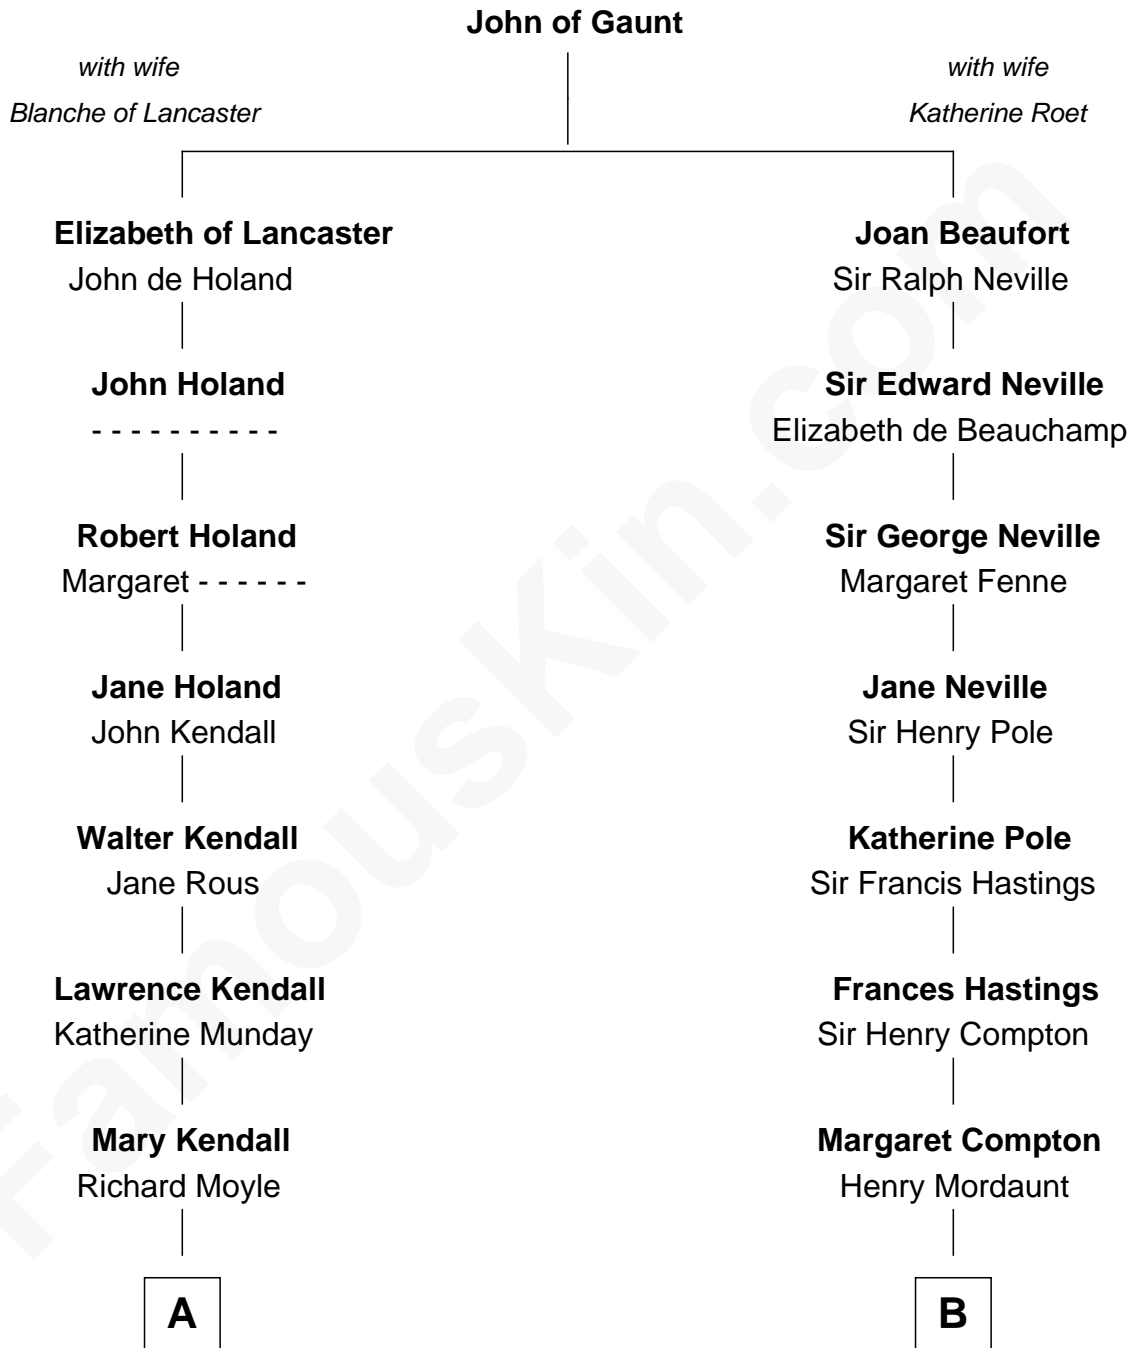 John of Gaunt
with wife
Blanche of Lancaster
with wife
Katherine Roet
Elizabeth of Lancaster
John de Holand
John Holand
- - - - - - - - - -
Robert Holand
Margaret - - - - - -
Jane Holand
John Kendall
Walter Kendall
Jane Rous
Lawrence Kendall
Katherine Munday
Mary Kendall
Richard Moyle
A
Joan Beaufort
Sir Ralph Neville
Sir Edward Neville
Elizabeth de Beauchamp
Sir George Neville
Margaret Fenne
Jane Neville
Sir Henry Pole
Katherine Pole
Sir Francis Hastings
Frances Hastings
Sir Henry Compton
Margaret Compton
Henry Mordaunt
B
FamousKin.com